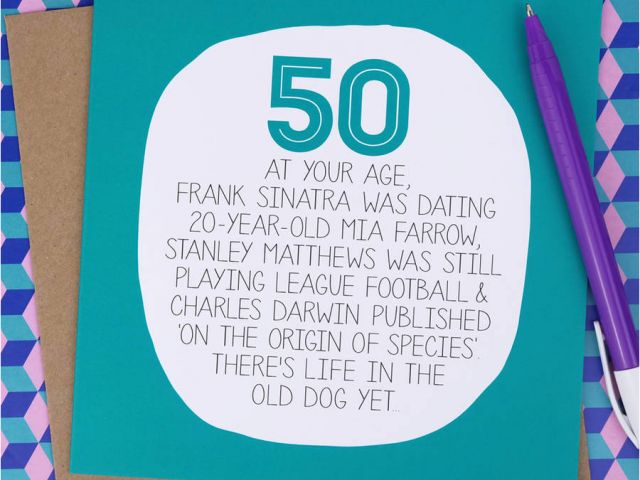 50
AT YOUR AGE,
FRANK SINATRA WAS DATING
20-YEAR-OLD MIA FARROW,
STANLEY MATTHEWS WAS STILL
PLAYING LEAGUE FOOTBALL &
CHARLES DARWIN PUBLISHED
'ON THE ORIGIN OF SPECIES'.
THERE'S LIFE IN THE
OLD DOG YET...